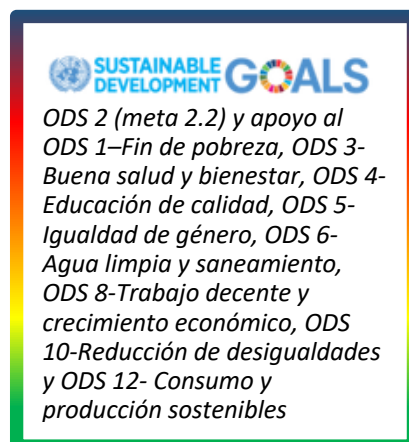 SUSTAINABLE
DEVELOPMENT GOALS
ODS 2 (meta 2.2) y apoyo al
ODS 1–Fin de pobreza, ODS 3-
Buena salud y bienestar, ODS 4-
Educación de calidad, ODS 5-
Igualdad de género, ODS 6-
Agua limpia y saneamiento,
ODS 8-Trabajo decente y
crecimiento económico, ODS
10-Reducción de desigualdades
y ODS 12- Consumo y
producción sostenibles